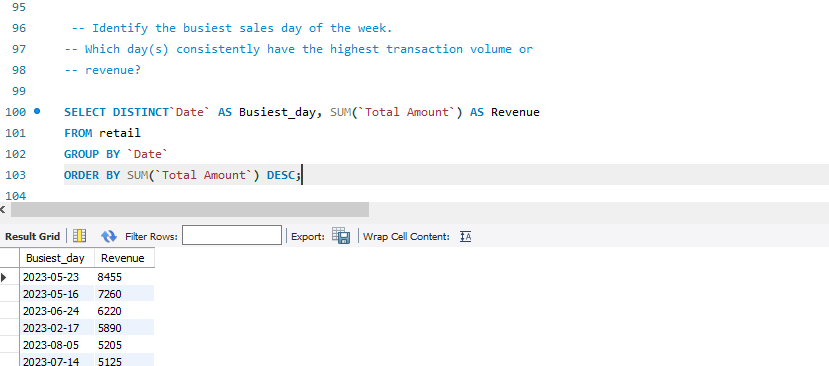 95
96 -- Identify the busiest sales day of the week.
97 -- Which day(s) consistently have the highest transaction volume or
98 -- revenue?
99
100 SELECT DISTINCT`Date` AS Busiest_day, SUM(`Total Amount`) AS Revenue
101 FROM retail
102 GROUP BY `Date`
103 ORDER BY SUM(`Total Amount`) DESC;
104
Result Grid Filter Rows: Export: Wrap Cell Content:
Busiest_day Revenue
2023-05-23 8455
2023-05-16 7260
2023-06-24 6220
2023-02-17 5890
2023-08-05 5205
2023-07-14 5125